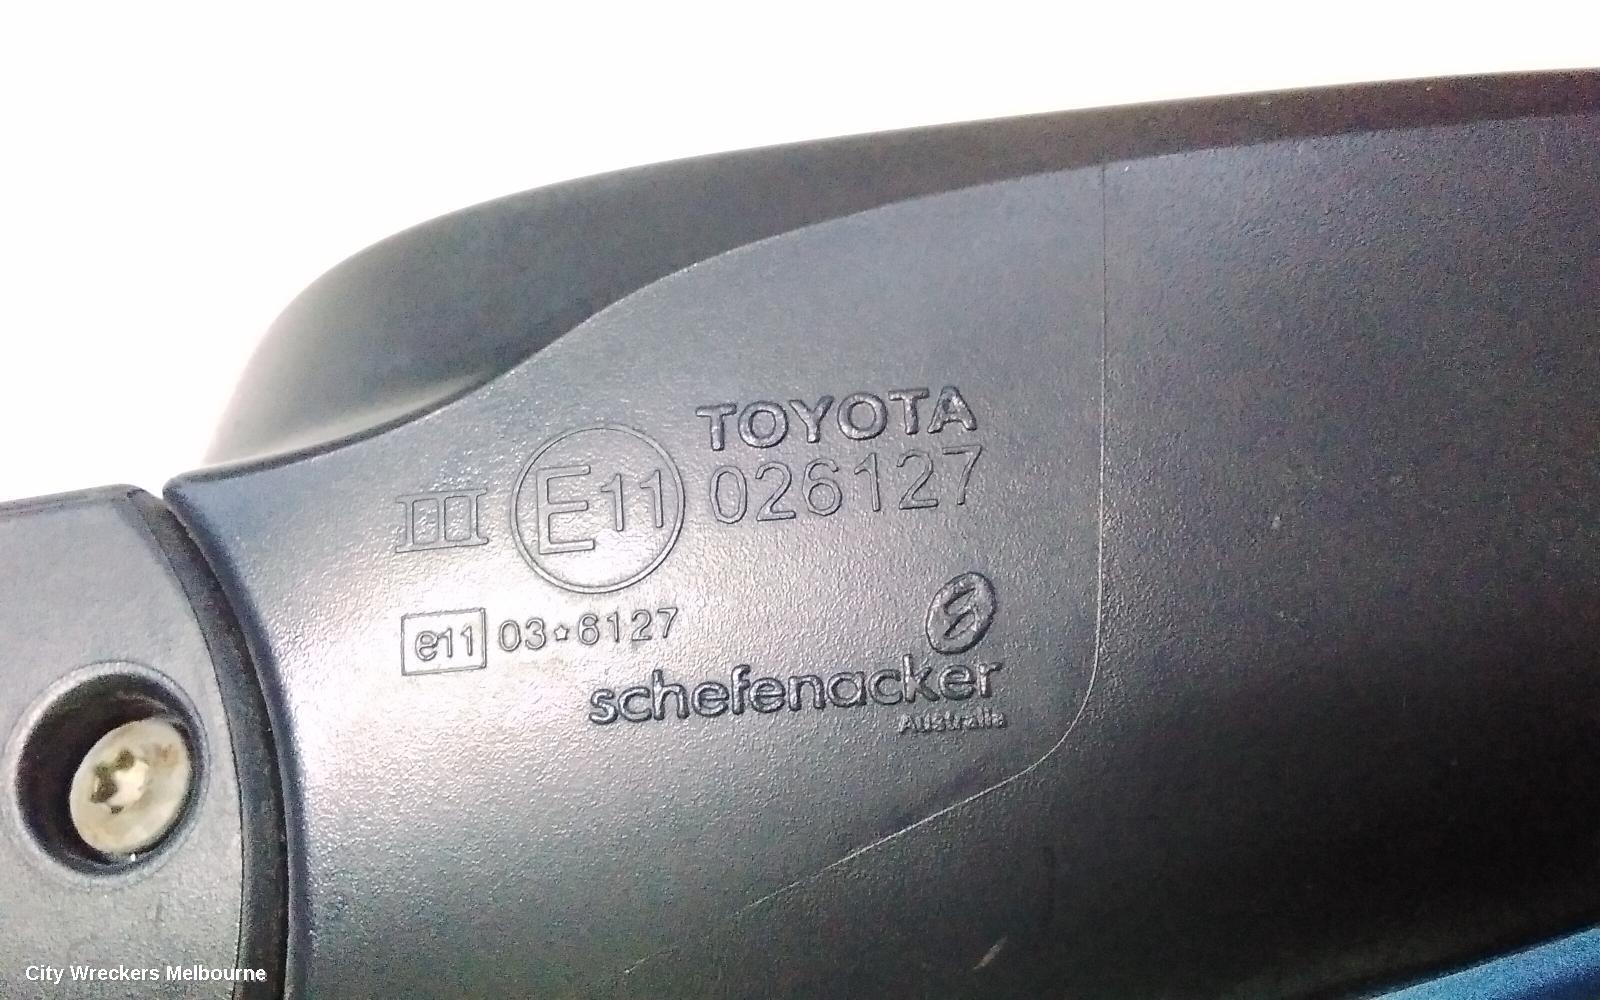 TOYOTA
III E11 026127
e11 03*6127
schefenacker
Australia
City Wreckers Melbourne